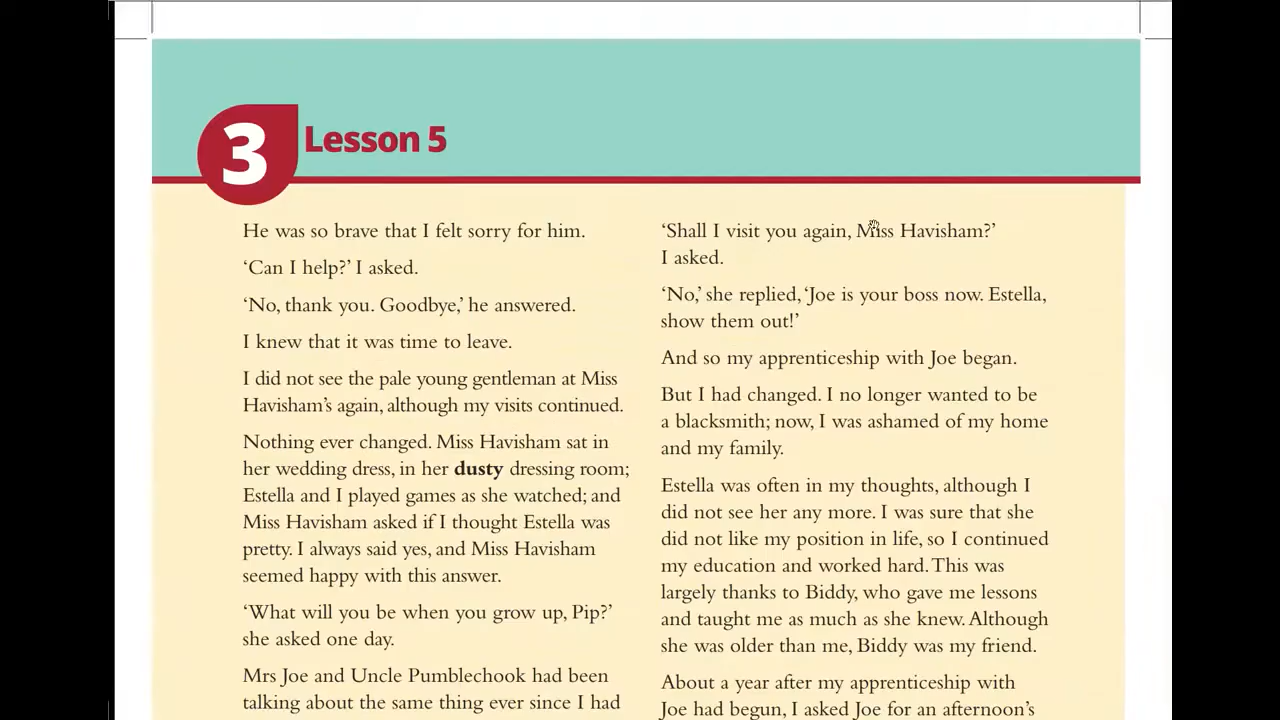 3
Lesson 5
He was so brave that I felt sorry for him.
‘Can I help?’ I asked.
‘No, thank you. Goodbye,’ he answered.
I knew that it was time to leave.
I did not see the pale young gentleman at Miss
Havisham’s again, although my visits continued.
Nothing ever changed. Miss Havisham sat in
her wedding dress, in her dusty dressing room;
Estella and I played games as she watched; and
Miss Havisham asked if I thought Estella was
pretty. I always said yes, and Miss Havisham
seemed happy with this answer.
‘What will you be when you grow up, Pip?’
she asked one day.
Mrs Joe and Uncle Pumblechook had been
talking about the same thing ever since I had
‘Shall I visit you again, Miss Havisham?’
I asked.
‘No,’ she replied, ‘Joe is your boss now. Estella,
show them out!’
And so my apprenticeship with Joe began.
But I had changed. I no longer wanted to be
a blacksmith; now, I was ashamed of my home
and my family.
Estella was often in my thoughts, although I
did not see her any more. I was sure that she
did not like my position in life, so I continued
my education and worked hard. This was
largely thanks to Biddy, who gave me lessons
and taught me as much as she knew. Although
she was older than me, Biddy was my friend.
About a year after my apprenticeship with
Joe had begun, I asked Joe for an afternoon’s